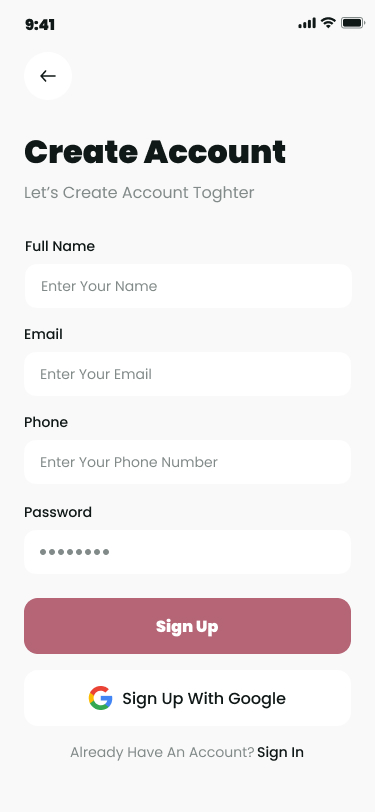 9:41
Create Account
Let's Create Account Toghter
Full Name
Enter Your Name
Email
Enter Your Email
Phone
Enter Your Phone Number
Password
Sign Up
Sign Up With Google
Already Have An Account? Sign In